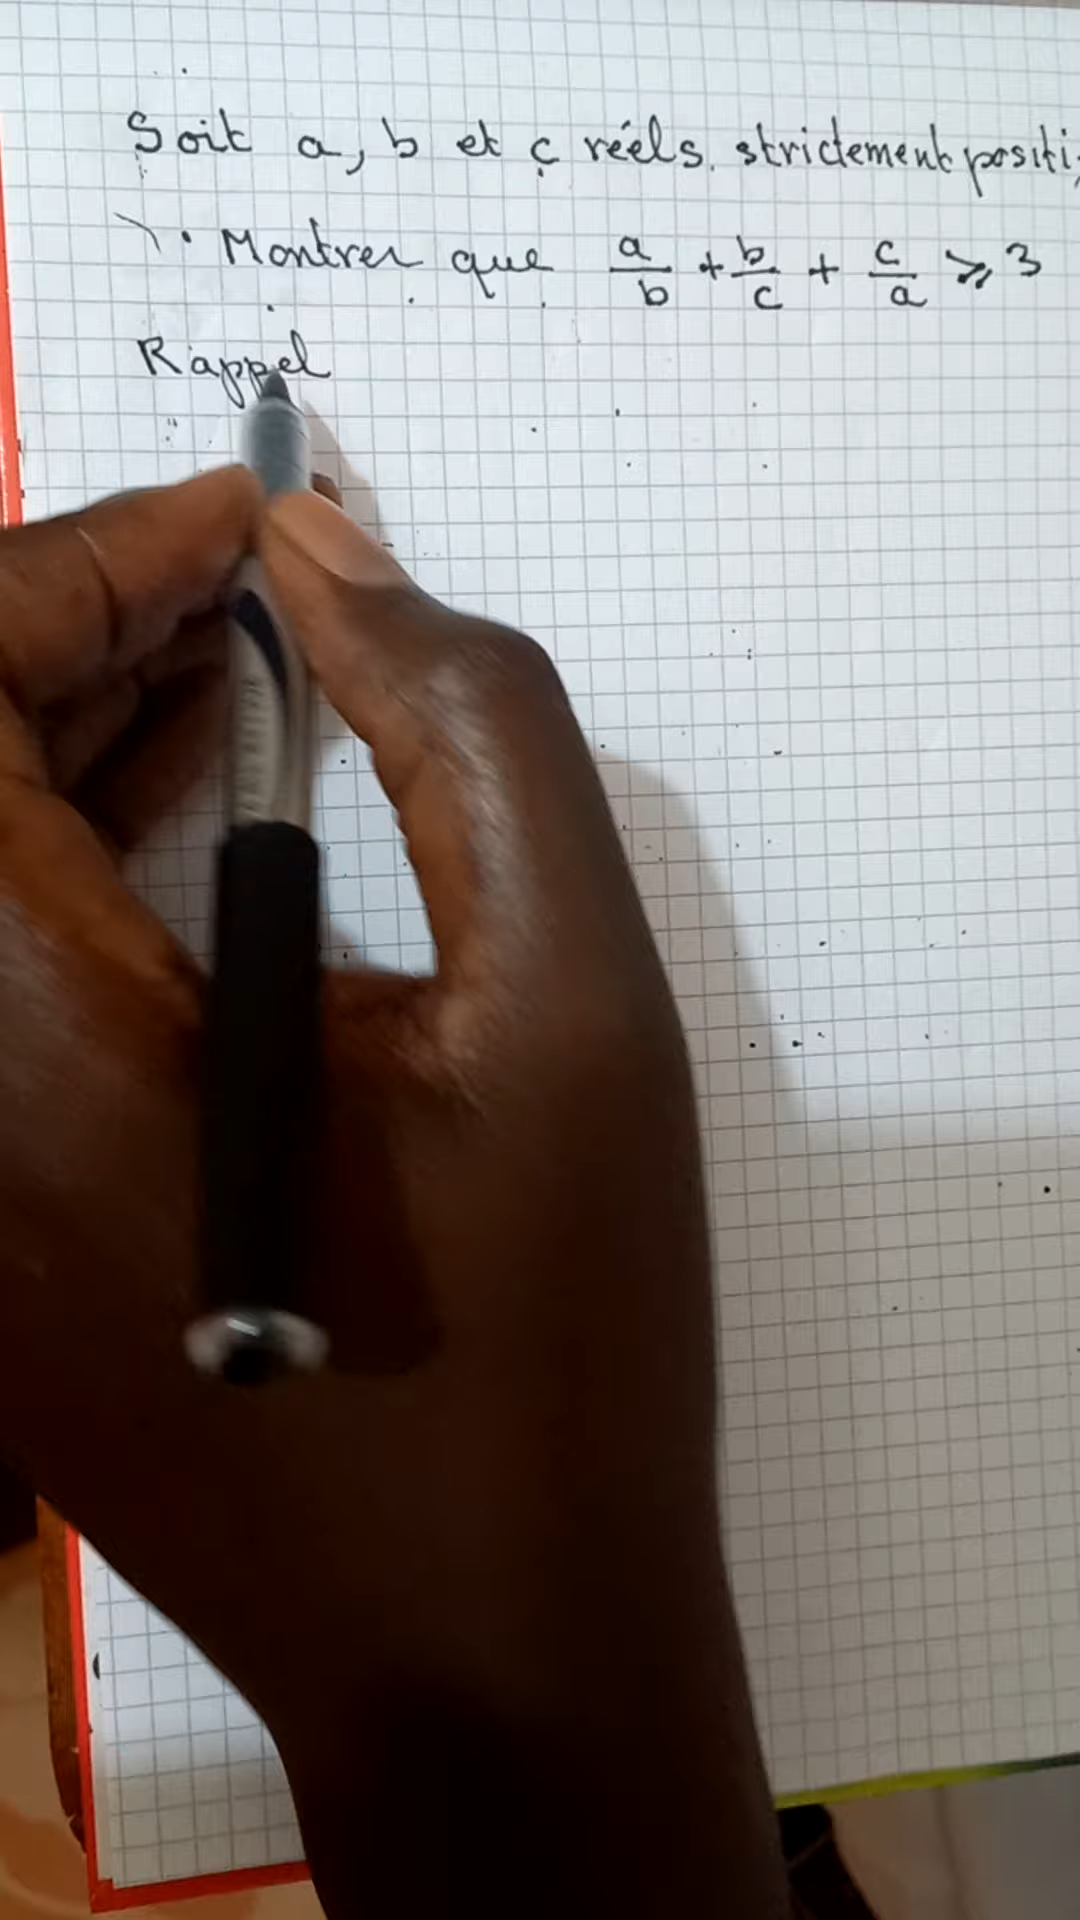 Soit a, b et c réels. strictement positi
1. Montrer que a/b + b/c + c/a ⩾ 3
Rappel